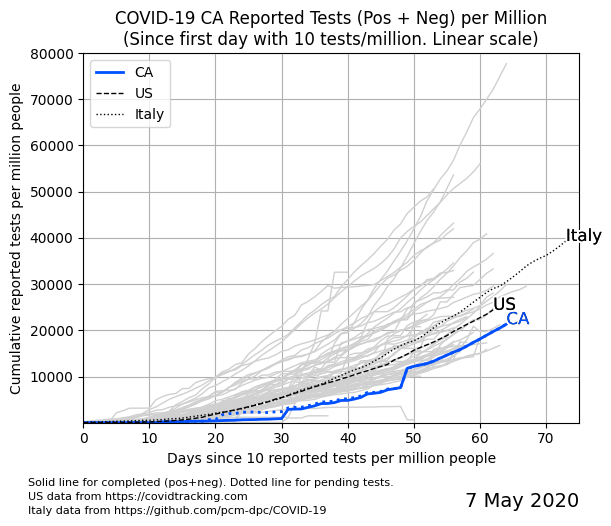 COVID-19 CA Reported Tests (Pos + Neg) per Million
(Since first day with 10 tests/million. Linear scale)
Cumulative reported tests per million people
80000
70000
60000
50000
40000
30000
20000
10000
CA
US
Italy
Italy
US
CA
0 10 20 30 40 50 60 70
Days since 10 reported tests per million people
Solid line for completed (pos+neg). Dotted line for pending tests.
US data from https://covidtracking.com
Italy data from https://github.com/pcm-dpc/COVID-19
7 May 2020